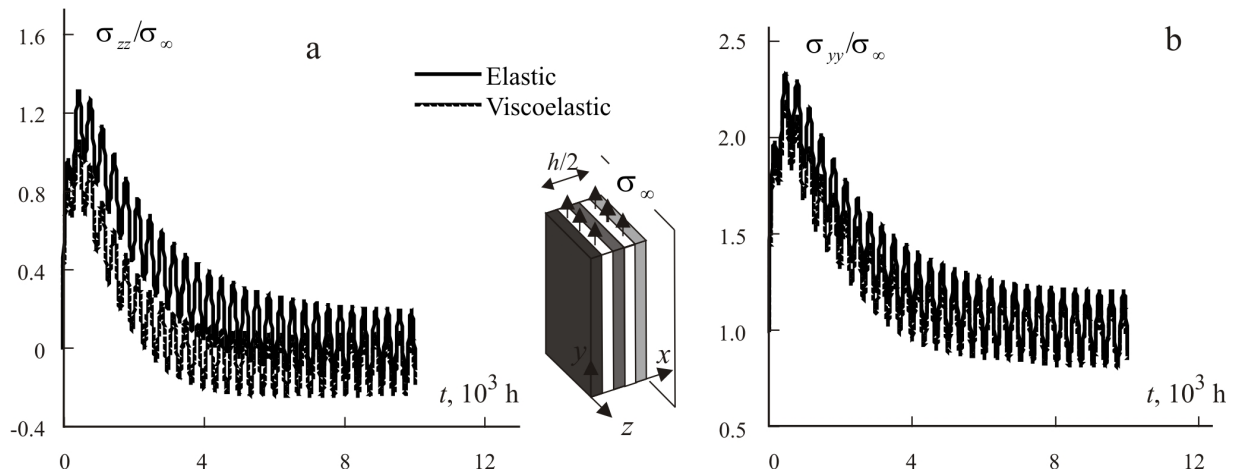 σzz/σ∞
a
1.6
1.2
0.8
0.4
0
-0.4
0
4
8
12
t, 10³ h
Elastic
Viscoelastic
h/2
σ∞
y
x
z
σyy/σ∞
b
2.5
2.0
1.5
1.0
0.5
0
4
8
12
t, 10³ h